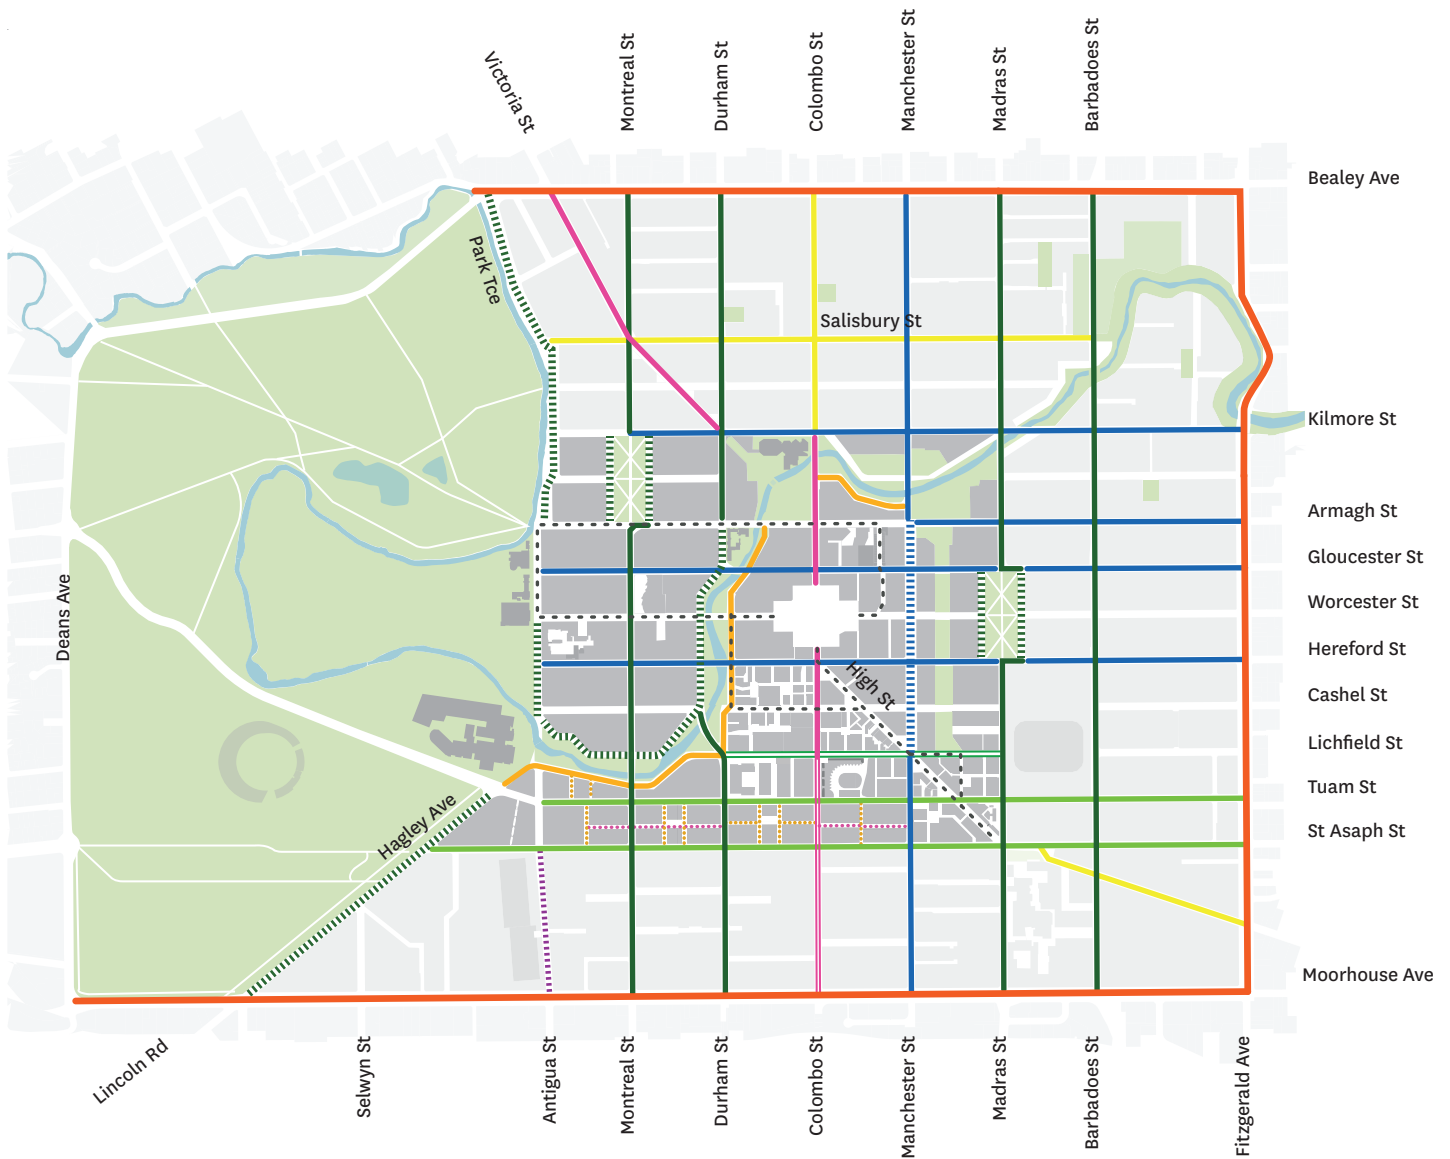 Victoria St
Montreal St
Durham St
Colombo St
Manchester St
Madras St
Barbadoes St
Bealey Ave
Park Tce
Salisbury St
Kilmore St
Armagh St
Gloucester St
Deans Ave
Worcester St
Hereford St
High St
Cashel St
Lichfield St
Tuam St
Hagley Ave
St Asaph St
Moorhouse Ave
Lincoln Rd
Selwyn St
Antigua St
Montreal St
Durham St
Colombo St
Manchester St
Madras St
Barbadoes St
Fitzgerald Ave